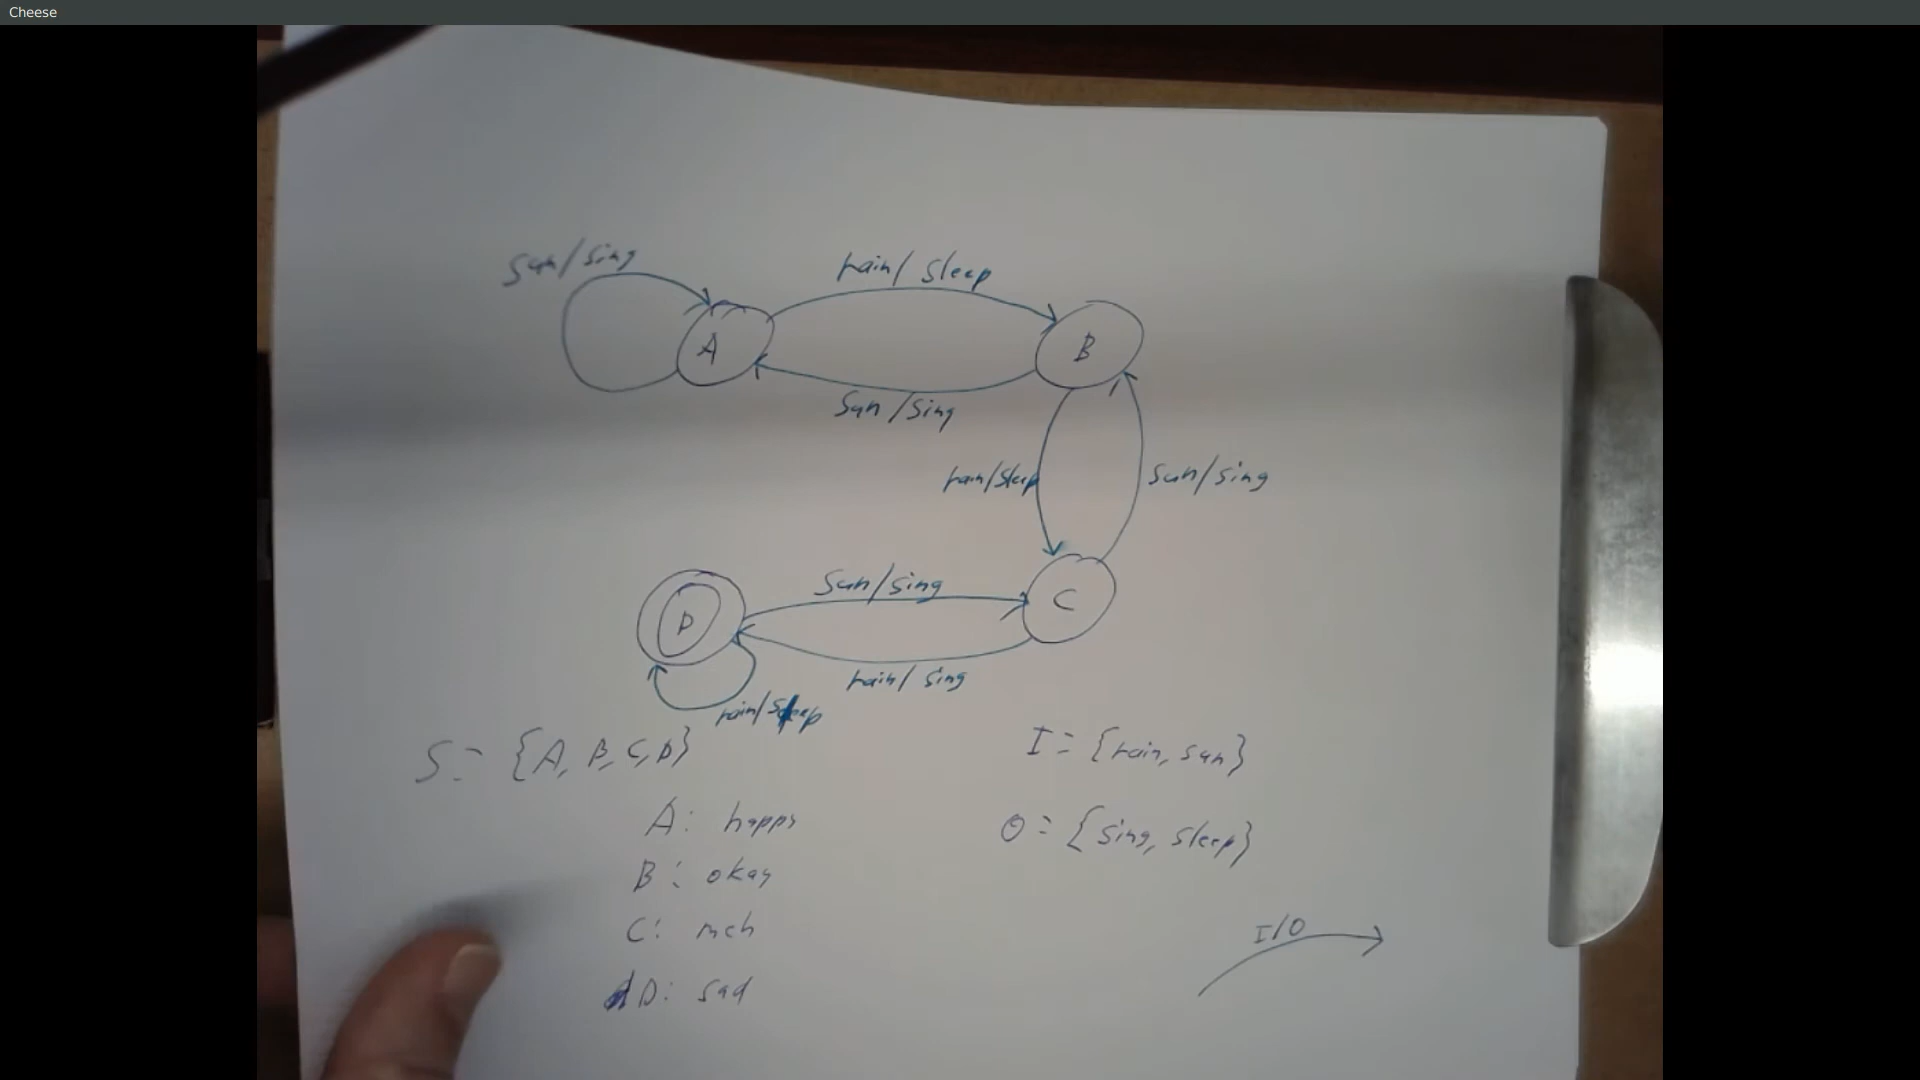 Cheese
sun/sing
rain/sleep
A
B
sun/sing
rain/sleep
sun/sing
sun/sing
C
D
rain/sing
rain/sleep
S = {A, B, C, D}
I = {rain, sun}
A: happy
O = {sing, sleep}
B: okay
C: meh
I/O
D: sad